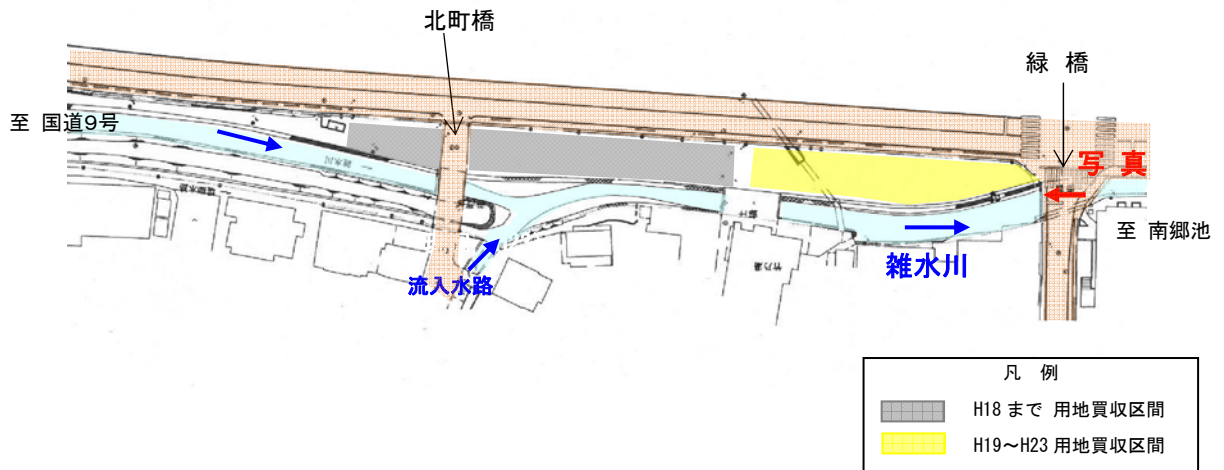 北町橋
緑 橋
至 国道9号
写 真
至 南郷池
雑水川
流入水路
凡 例
H18 まで 用地買収区間
H19～H23 用地買収区間